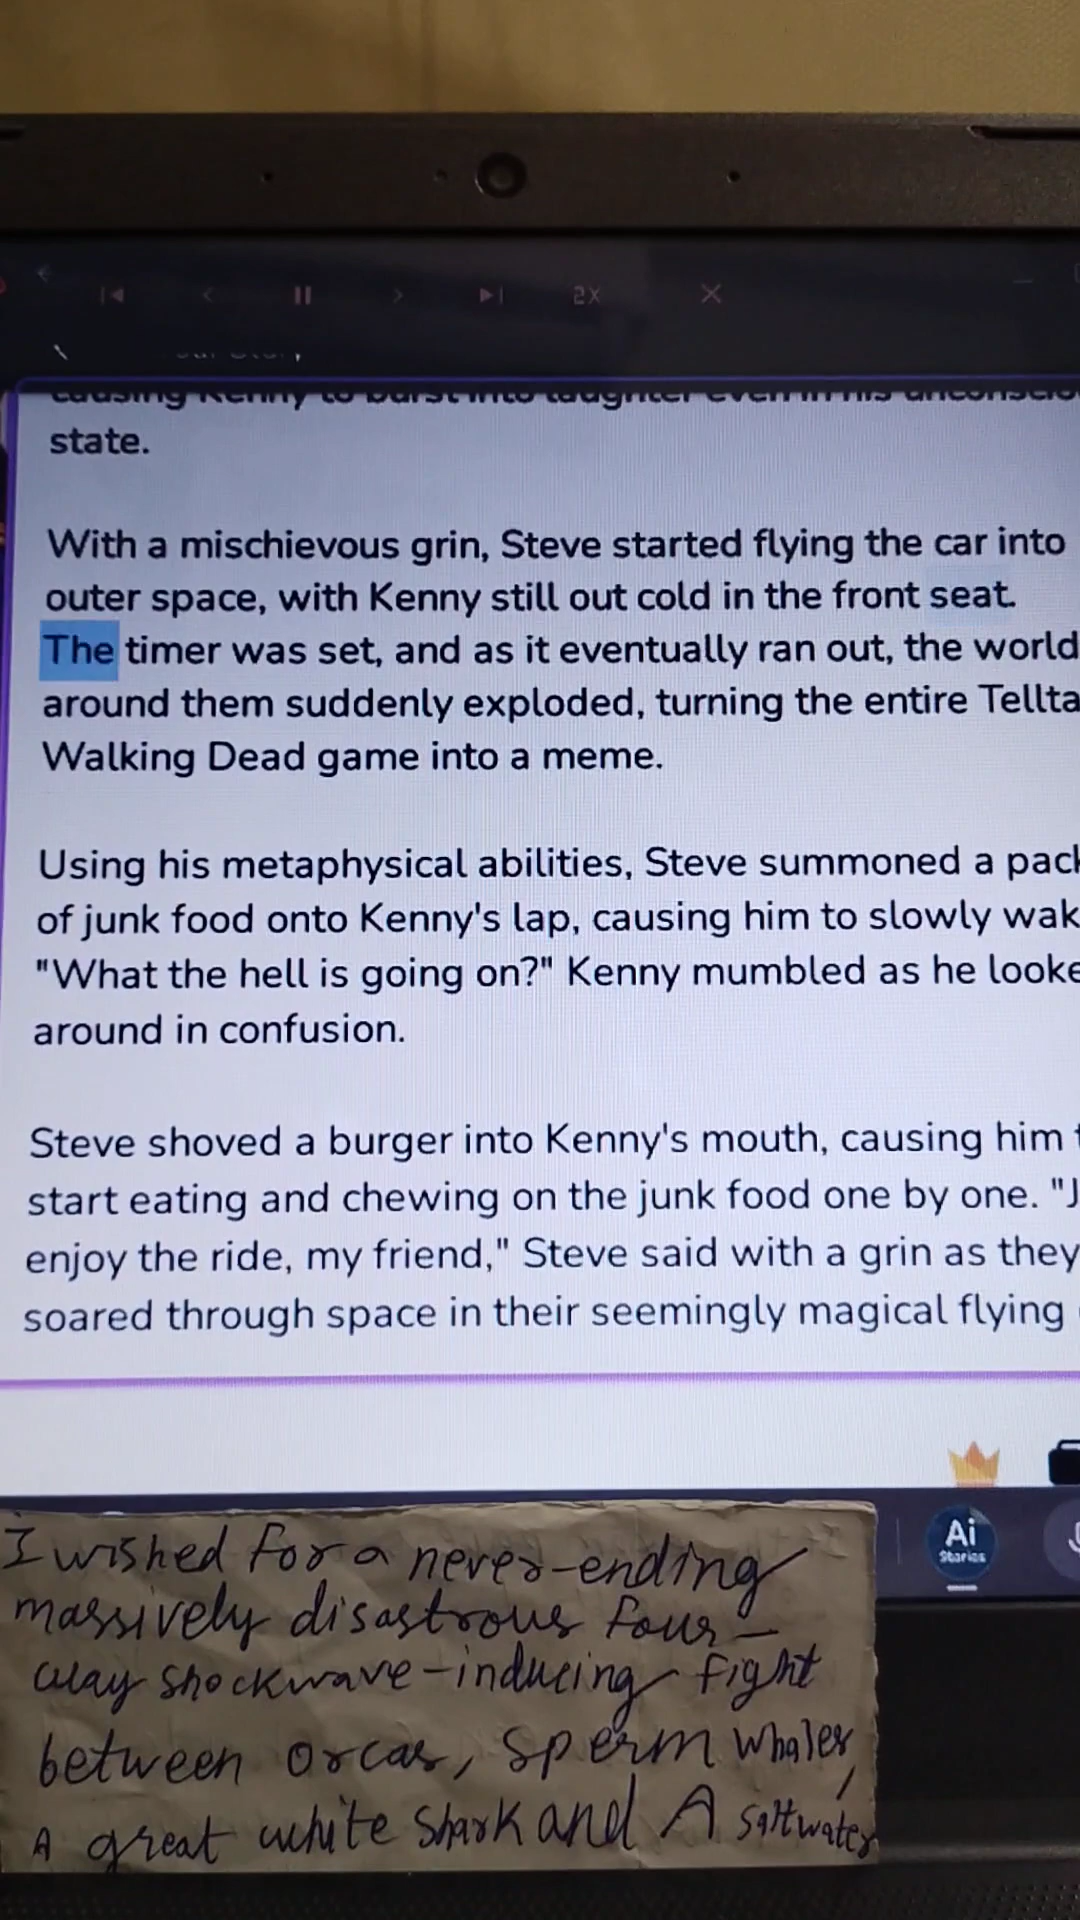 2X
state.
With a mischievous grin, Steve started flying the car into
outer space, with Kenny still out cold in the front seat.
The timer was set, and as it eventually ran out, the world
around them suddenly exploded, turning the entire Tellta
Walking Dead game into a meme.
Using his metaphysical abilities, Steve summoned a pack
of junk food onto Kenny's lap, causing him to slowly wak
"What the hell is going on?" Kenny mumbled as he looke
around in confusion.
Steve shoved a burger into Kenny's mouth, causing him
start eating and chewing on the junk food one by one. "J
enjoy the ride, my friend," Steve said with a grin as they
soared through space in their seemingly magical flying
Ai
Stories
I wished for a never-ending
massively disastrous four-
way shockwave-inducing fight
between orcas, sperm whales,
A great white shark and A saltwater